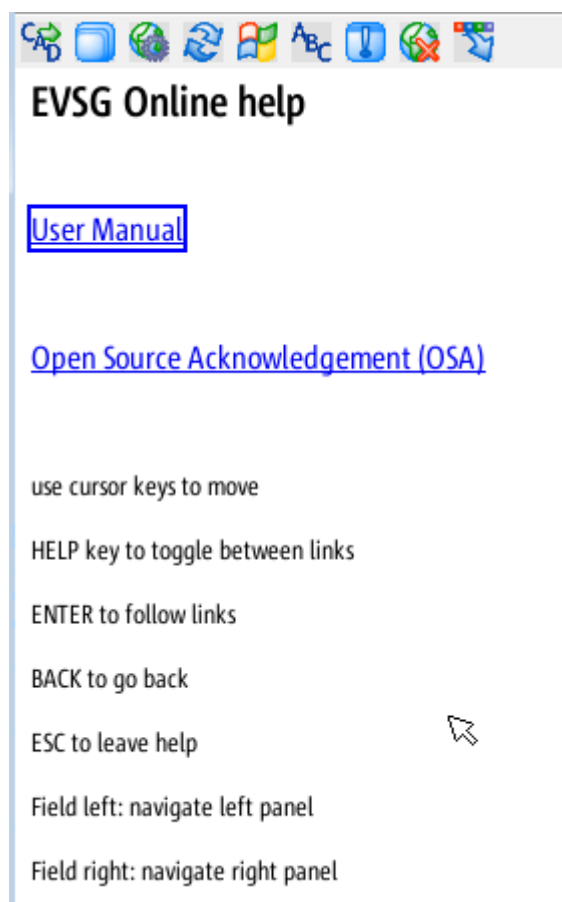 CAD
ABC
EVSG Online help
User Manual
Open Source Acknowledgement (OSA)
use cursor keys to move
HELP key to toggle between links
ENTER to follow links
BACK to go back
ESC to leave help
Field left: navigate left panel
Field right: navigate right panel